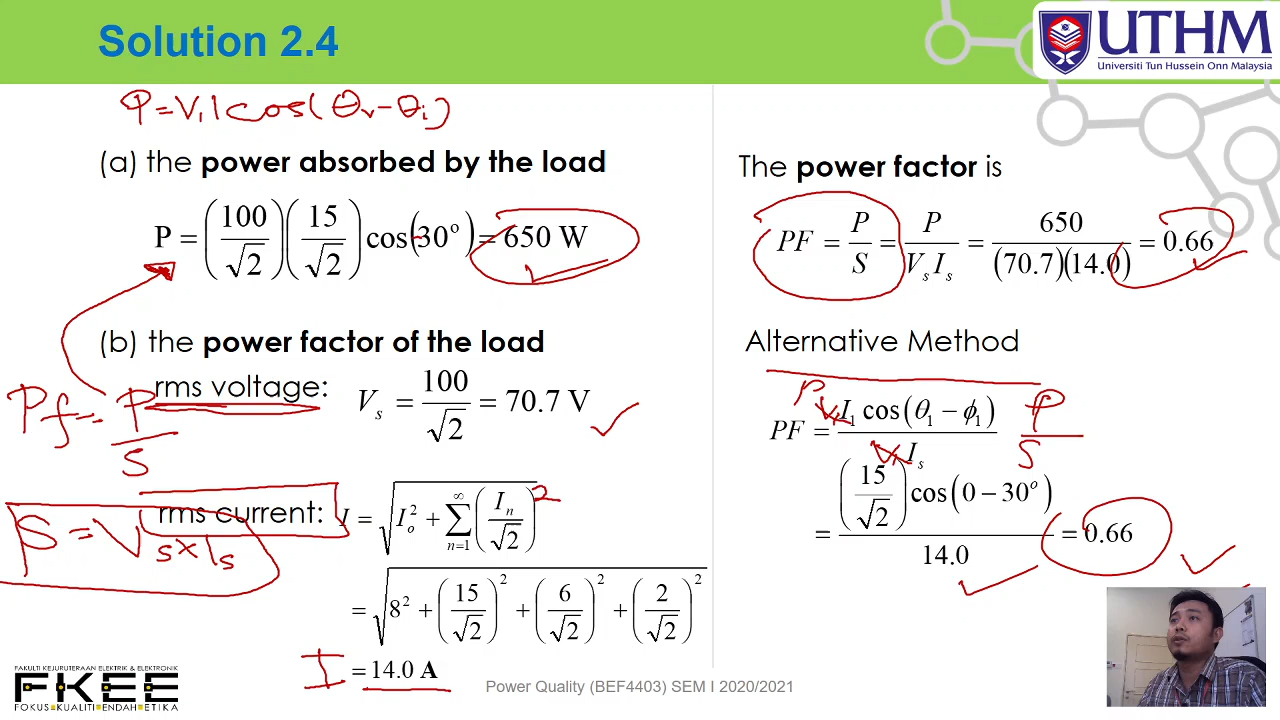 Solution 2.4
UTHM
Universiti Tun Hussein Onn Malaysia
P=V₁I cos(θv-θi)
(a) the power absorbed by the load
P = (100/√2)(15/√2) cos(-30°) = 650 W
(b) the power factor of the load
rms voltage: Vs = 100/√2 = 70.7 V
Pf = P/S
rms current: I = √(Io² + ∑(n=1 to ∞) (In/√2)²)
S = Vs×Is
= √(8² + (15/√2)² + (6/√2)² + (2/√2)²)
I = 14.0 A
The power factor is
PF = P/S = P/(Vs Is) = 650/((70.7)(14.0)) = 0.66
Alternative Method
P
PF = V₁I₁ cos(θ₁ − ϕ₁)/(V₁Is) P/S
= (15/√2) cos(0 − 30°)/14.0 = 0.66
FAKULTI KEJURUTERAAN ELEKTRIK & ELEKTRONIK
FKEE
FOKUS KUALITI ENDAH ETIKA
Power Quality (BEF4403) SEM I 2020/2021